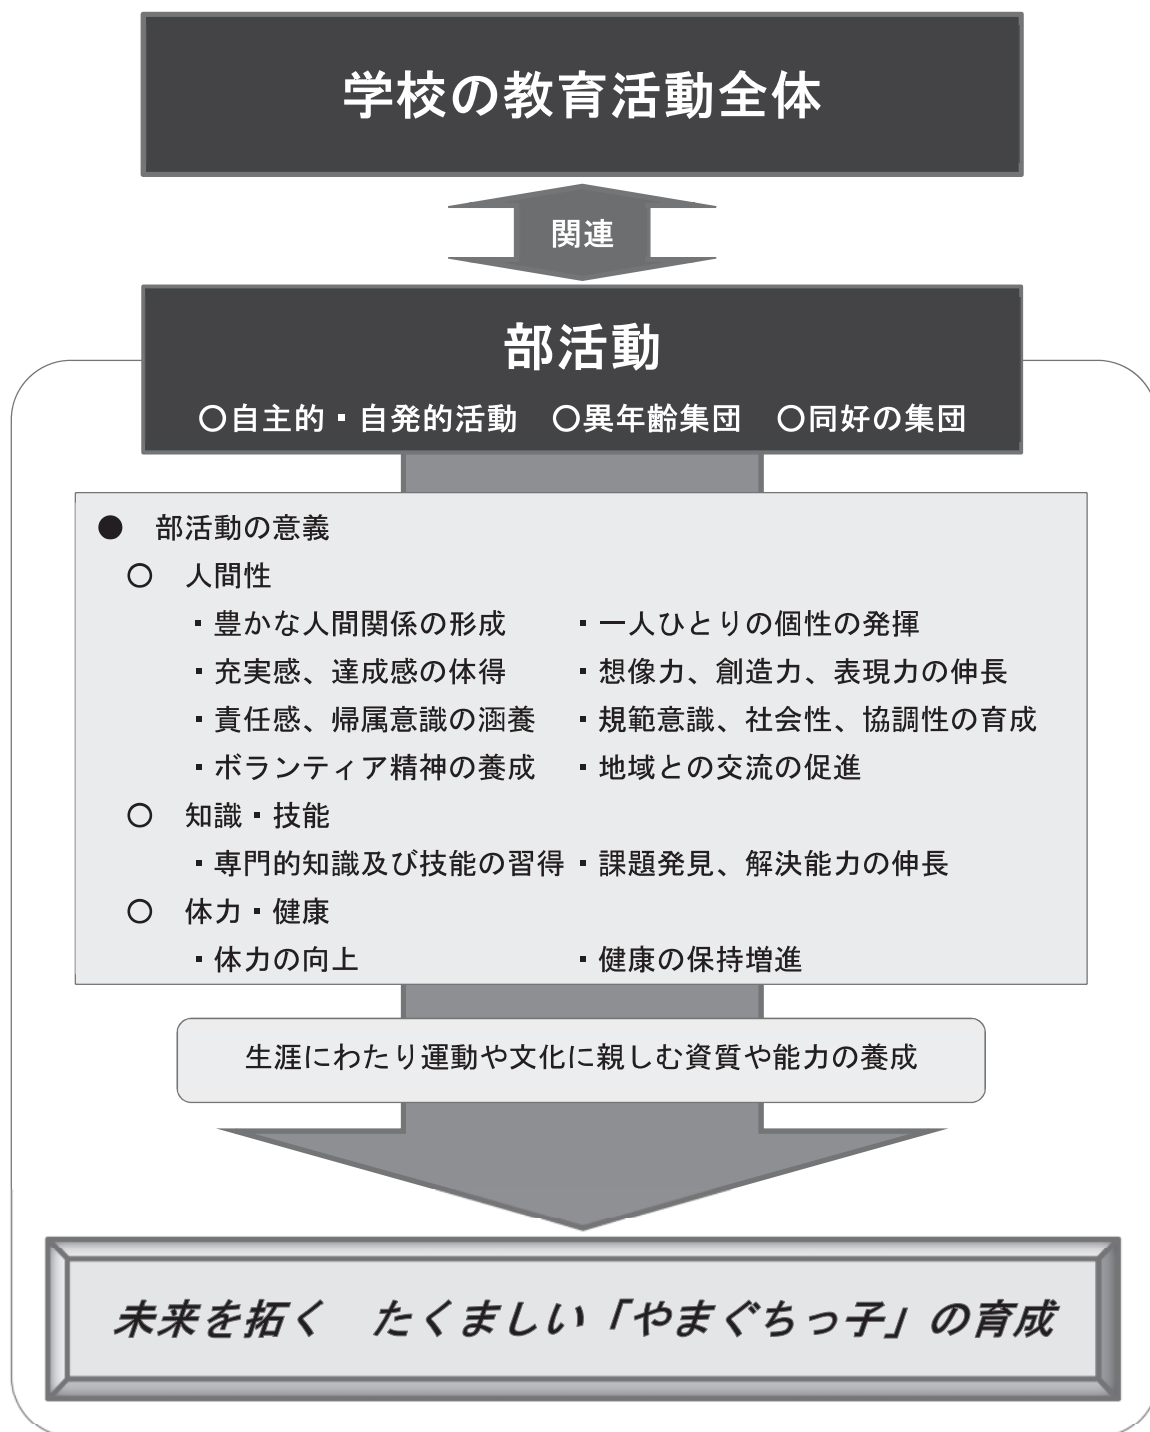 学校の教育活動全体
関連
部活動
○自主的・自発的活動　○異年齢集団　○同好の集団
●　部活動の意義
○　人間性
・豊かな人間関係の形成　・一人ひとりの個性の発揮
・充実感、達成感の体得　・想像力、創造力、表現力の伸長
・責任感、帰属意識の涵養　・規範意識、社会性、協調性の育成
・ボランティア精神の養成　・地域との交流の促進
○　知識・技能
・専門的知識及び技能の習得・課題発見、解決能力の伸長
○　体力・健康
・体力の向上　・健康の保持増進
生涯にわたり運動や文化に親しむ資質や能力の養成
未来を拓く　たくましい「やまぐちっ子」の育成